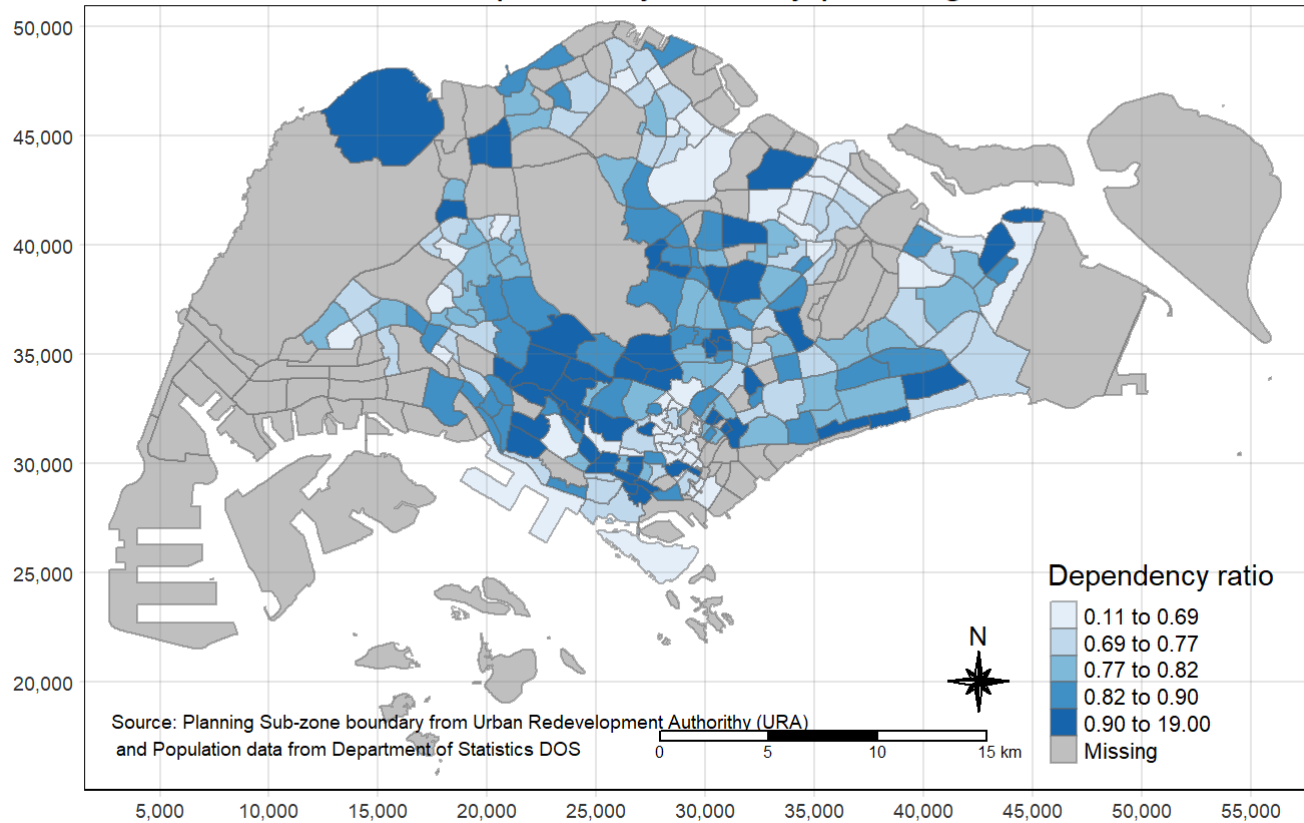 50,000
45,000
40,000
35,000
30,000
25,000
20,000
Dependency ratio
0.11 to 0.69
0.69 to 0.77
0.77 to 0.82
0.82 to 0.90
0.90 to 19.00
Missing
N
Source: Planning Sub-zone boundary from Urban Redevelopment Authorithy (URA)
and Population data from Department of Statistics DOS
0 5 10 15 km
5,000 10,000 15,000 20,000 25,000 30,000 35,000 40,000 45,000 50,000 55,000